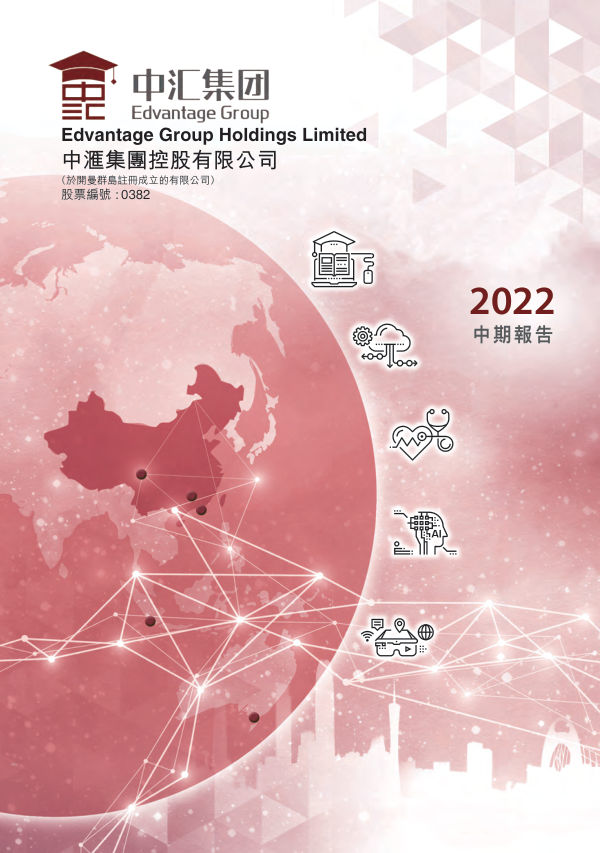 中汇集团
Edvantage Group
Edvantage Group Holdings Limited
中滙集團控股有限公司
（於開曼群島註冊成立的有限公司）
股票編號 : 0382
2022
中期報告
AI